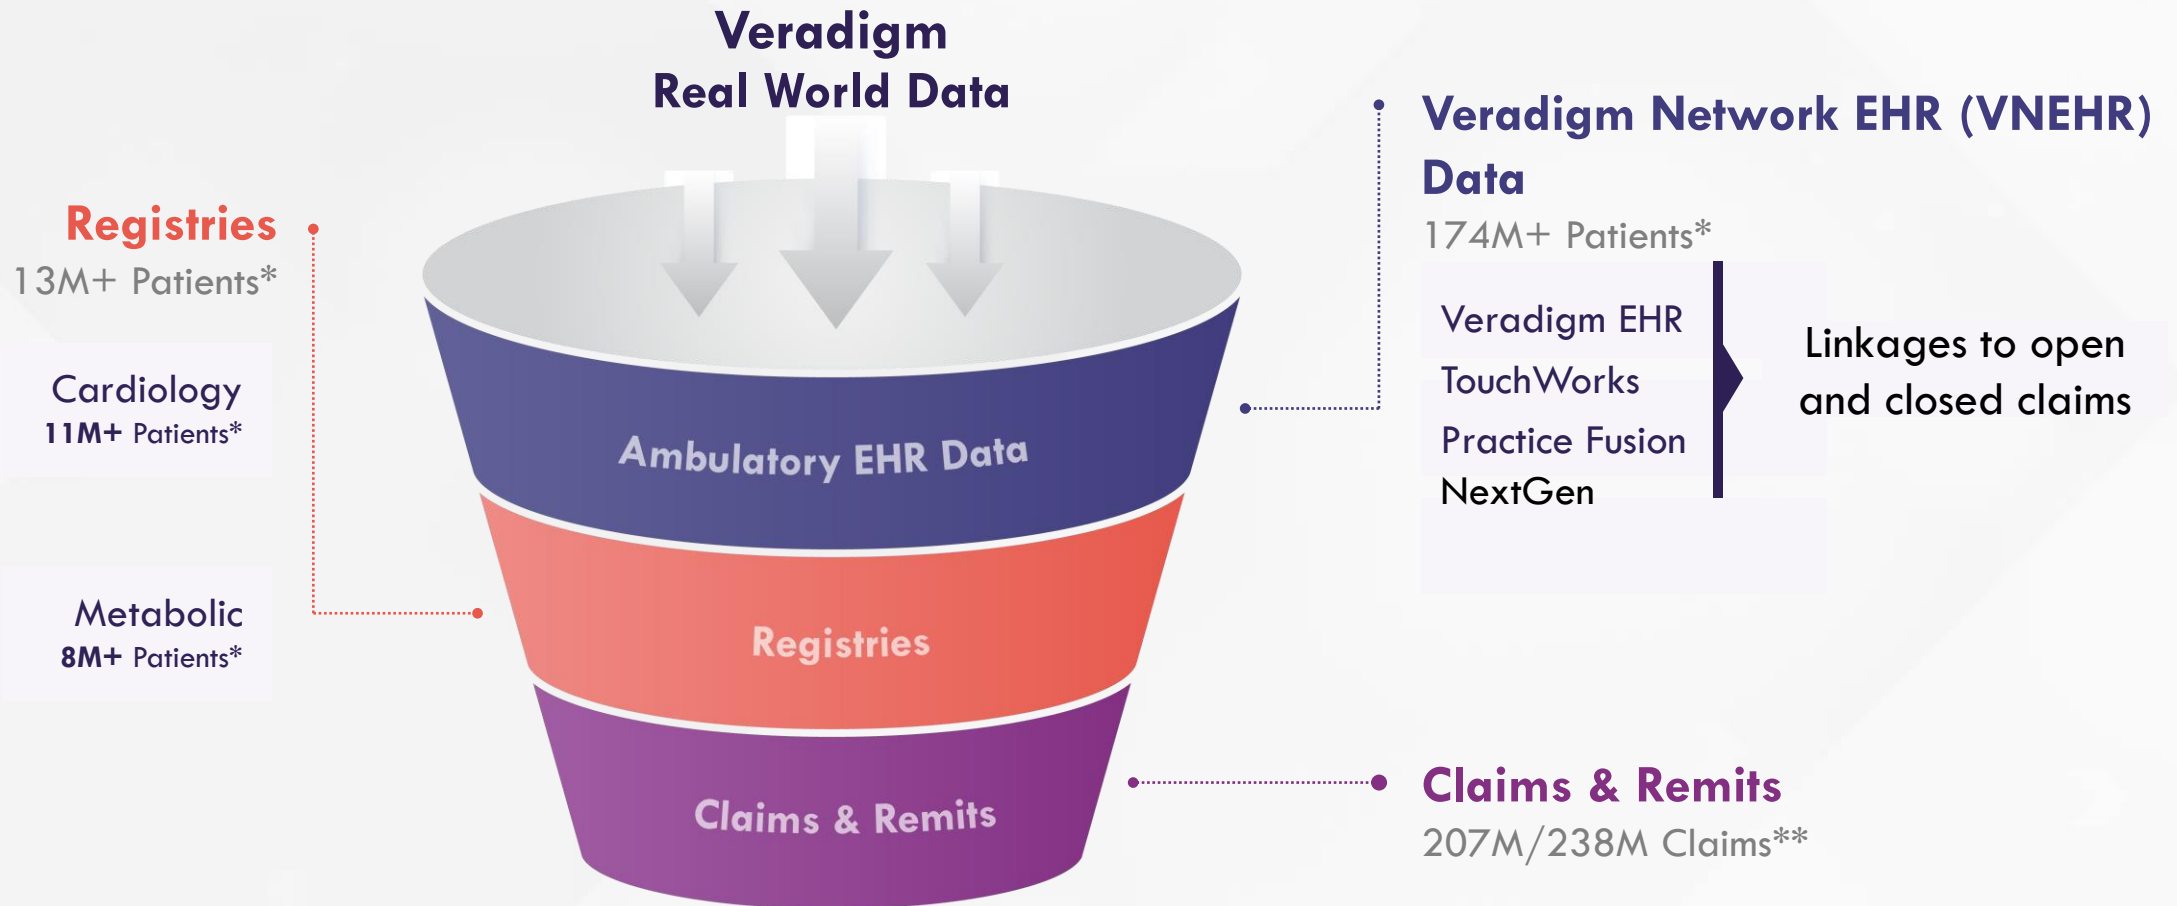 Veradigm
Real World Data
Registries
13M+ Patients*
Cardiology
11M+ Patients*
Metabolic
8M+ Patients*
Ambulatory EHR Data
Registries
Claims & Remits
Veradigm Network EHR (VNEHR)
Data
174M+ Patients*
Veradigm EHR
TouchWorks
Practice Fusion
NextGen
Linkages to open
and closed claims
Claims & Remits
207M/238M Claims**